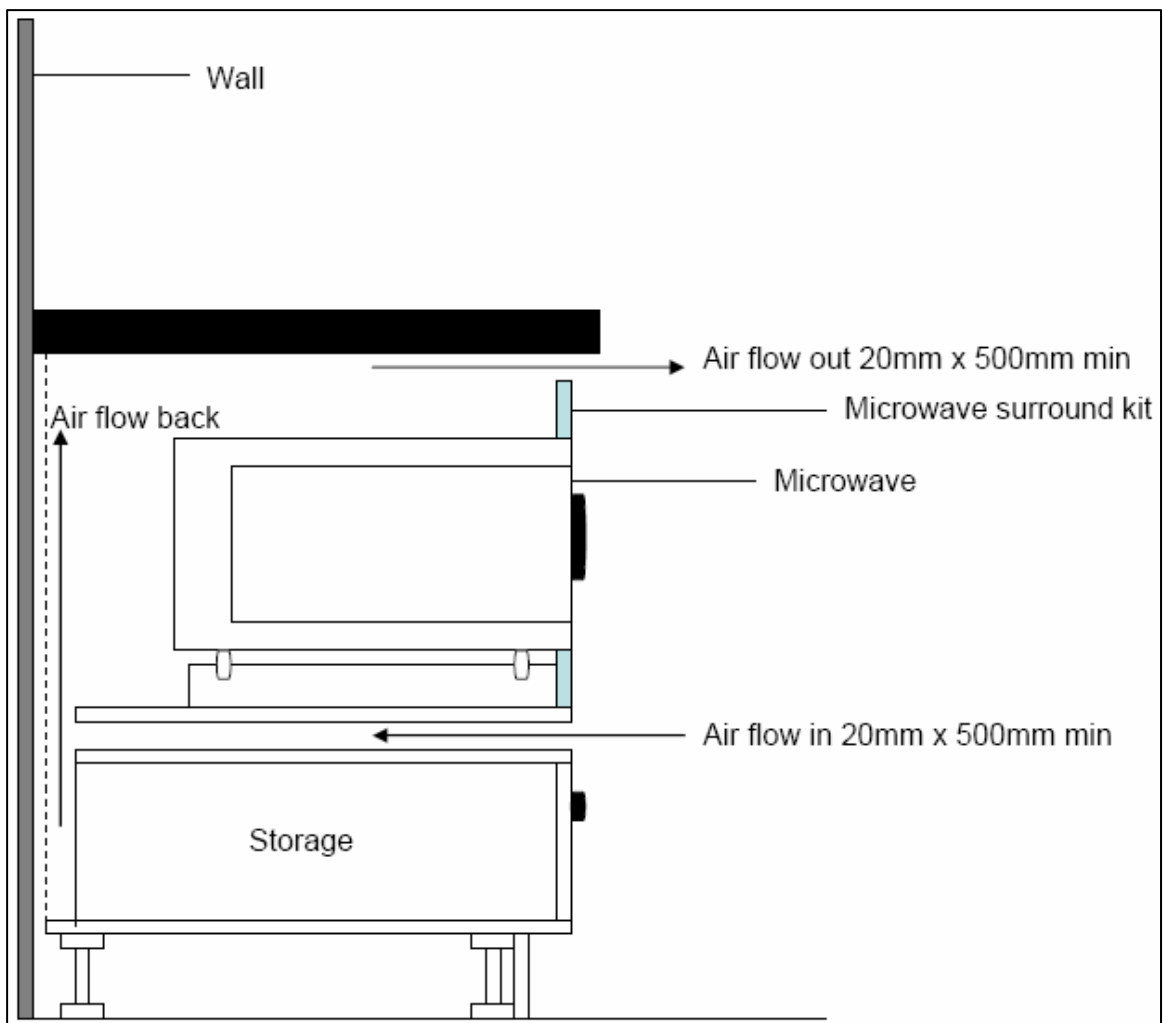 Wall
Air flow out 20mm x 500mm min
Microwave surround kit
Air flow back
Microwave
Air flow in 20mm x 500mm min
Storage